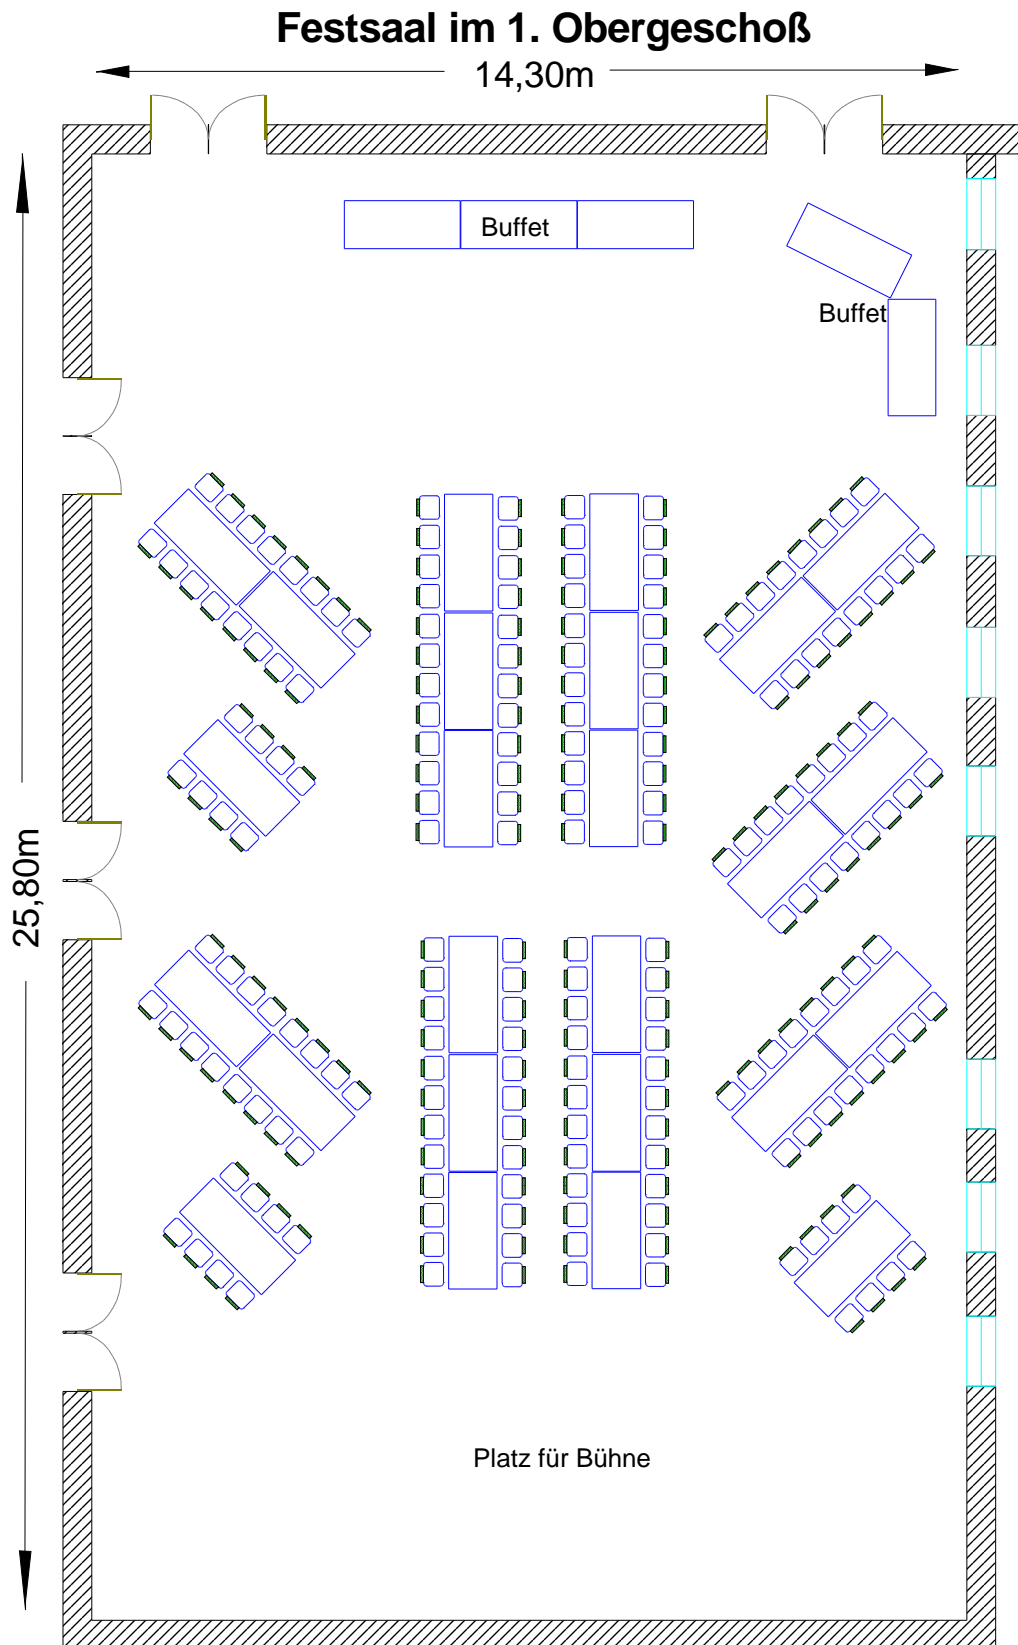 Festsaal im 1. Obergeschoß
14,30m
Buffet
Buffet
25,80m
Platz für Bühne